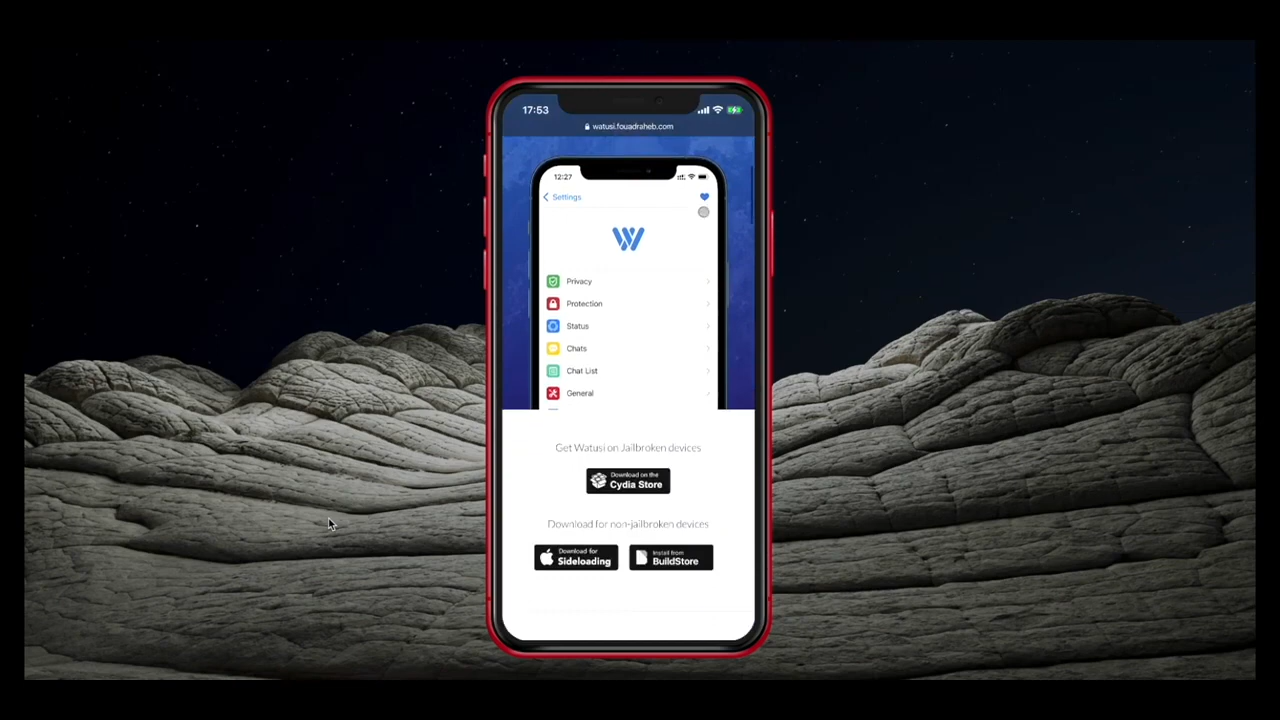 17:53
watusi.fouadraheb.com
12:27
Settings
Privacy
Protection
Status
Chats
Chat List
General
Get Watusi on Jailbroken devices
Download on the
Cydia Store
Download for non-jailbroken devices
Download for
Sideloading
Install from
BuildStore